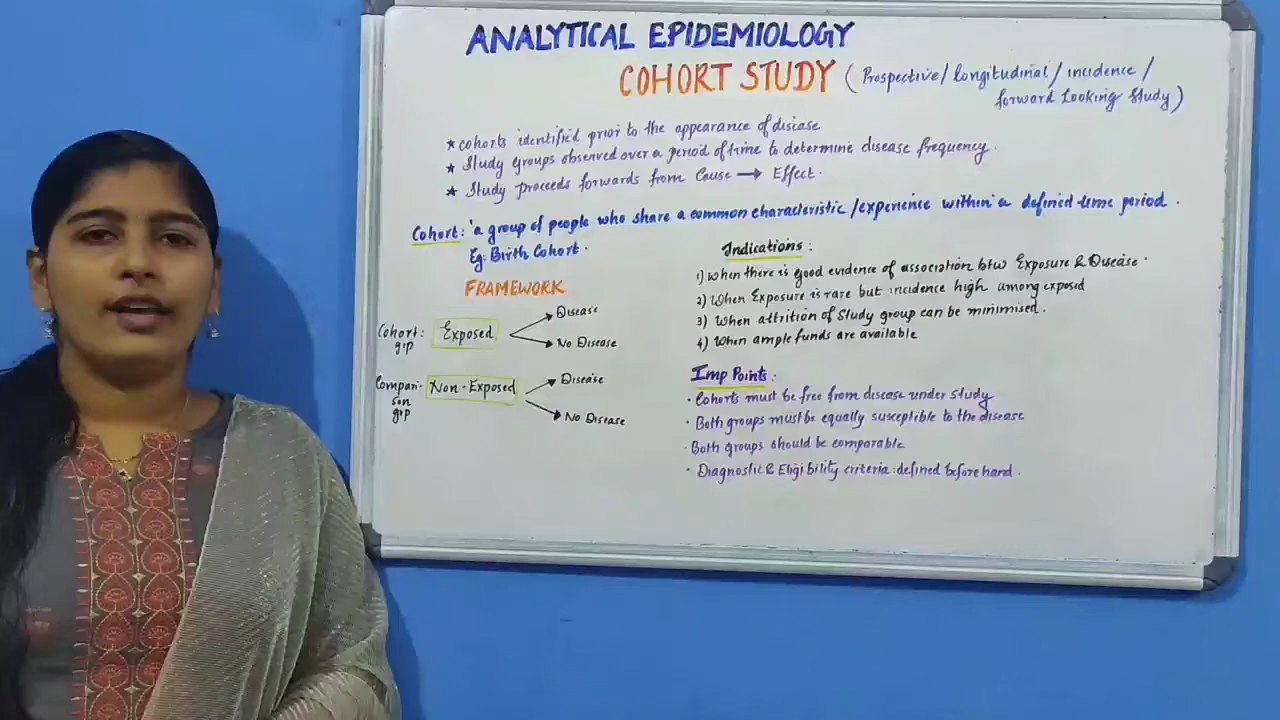 ANALYTICAL EPIDEMIOLOGY
COHORT STUDY (Prospective/longitudinal/incidence/
forward Looking Study)
★ cohorts identified prior to the appearance of disease
★ Study groups observed over a period of time to determine disease frequency.
★ Study proceeds forwards from Cause → Effect.
Cohort: 'a group of people who share a common characteristic/experience within a defined time period.
Eg: Birth Cohort.
FRAMEWORK
Cohort: Exposed
grp
Disease
No Disease
Compari- Non-Exposed
son
grp
Disease
No Disease
Indications:
1) when there is good evidence of association btw Exposure & Disease.
2) When Exposure is rare but incidence high among exposed
3) When attrition of study group can be minimised.
4) When ample funds are available
Imp Points:
• Cohorts must be free from disease under study
• Both groups must be equally susceptible to the disease
• Both groups should be comparable
• Diagnostic & Eligibility criteria: defined before hand.